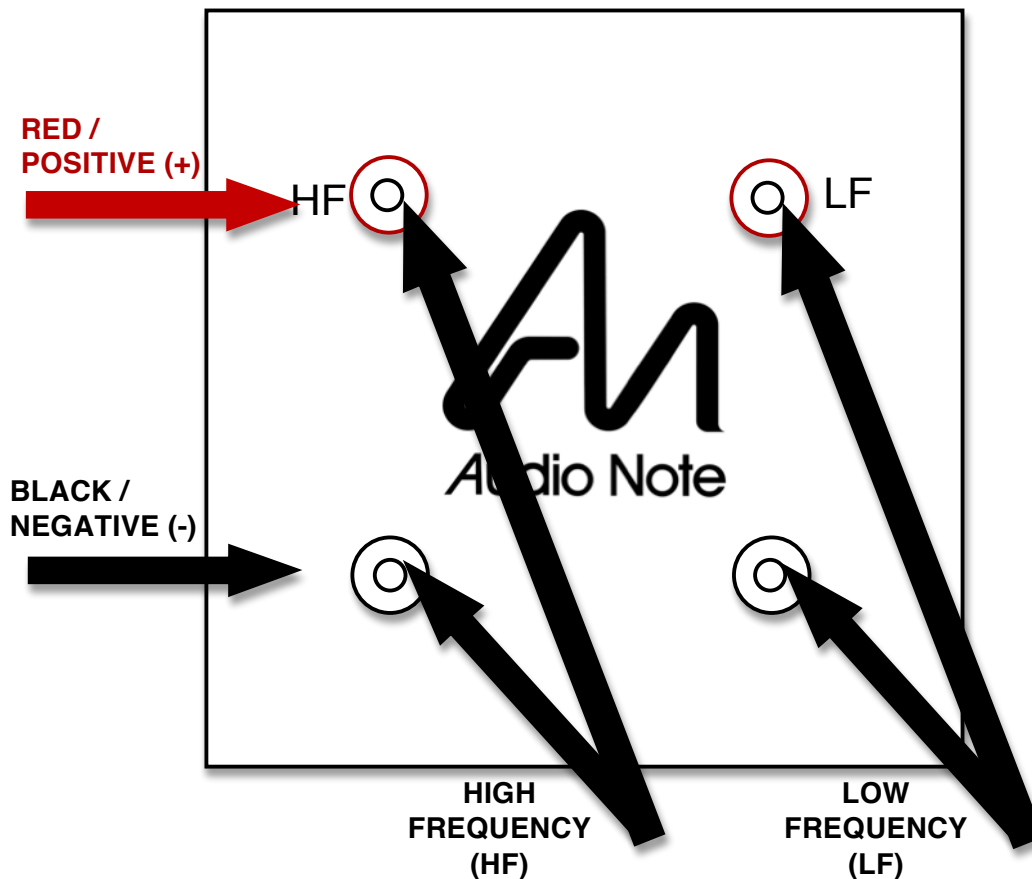 RED /
POSITIVE (+)
HF
LF
Audio Note
BLACK /
NEGATIVE (-)
HIGH
FREQUENCY
(HF)
LOW
FREQUENCY
(LF)